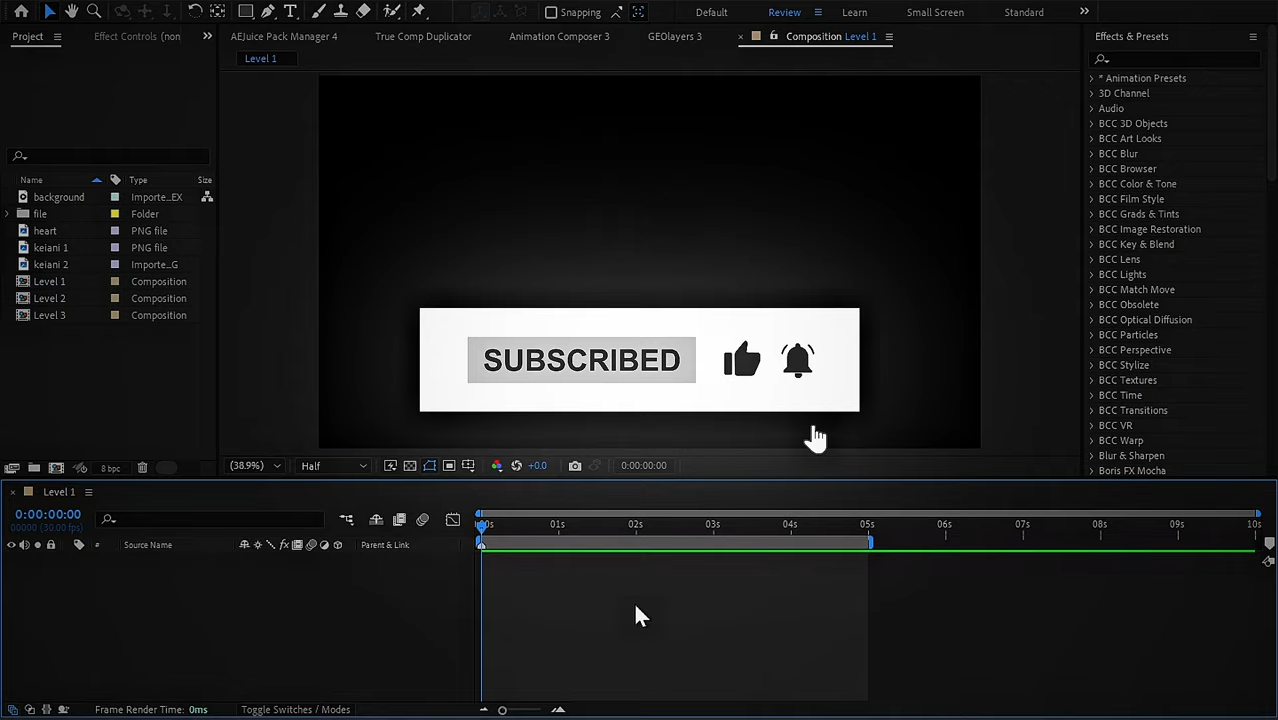 Snapping
Default
Review
Learn
Small Screen
Standard
Project
Effect Controls (non
AEJuice Pack Manager 4
True Comp Duplicator
Animation Composer 3
GEOlayers 3
Composition Level 1
Effects & Presets
Level 1
Name
Type
Size
background
Importe...EX
file
Folder
heart
PNG file
keiani 1
PNG file
keiani 2
Importe...G
Level 1
Composition
Level 2
Composition
Level 3
Composition
SUBSCRIBED
* Animation Presets
3D Channel
Audio
BCC 3D Objects
BCC Art Looks
BCC Blur
BCC Browser
BCC Color & Tone
BCC Film Style
BCC Grads & Tints
BCC Image Restoration
BCC Key & Blend
BCC Lens
BCC Lights
BCC Match Move
BCC Obsolete
BCC Optical Diffusion
BCC Particles
BCC Perspective
BCC Stylize
BCC Textures
BCC Time
BCC Transitions
BCC VR
BCC Warp
Blur & Sharpen
Boris FX Mocha
8 bpc
(38.9%)
Half
+0.0
0:00:00:00
Level 1
0:00:00:00
00000 (30.00 fps)
01s
02s
03s
04s
05s
06s
07s
08s
09s
10s
#
Source Name
Parent & Link
Frame Render Time: 0ms
Toggle Switches / Modes